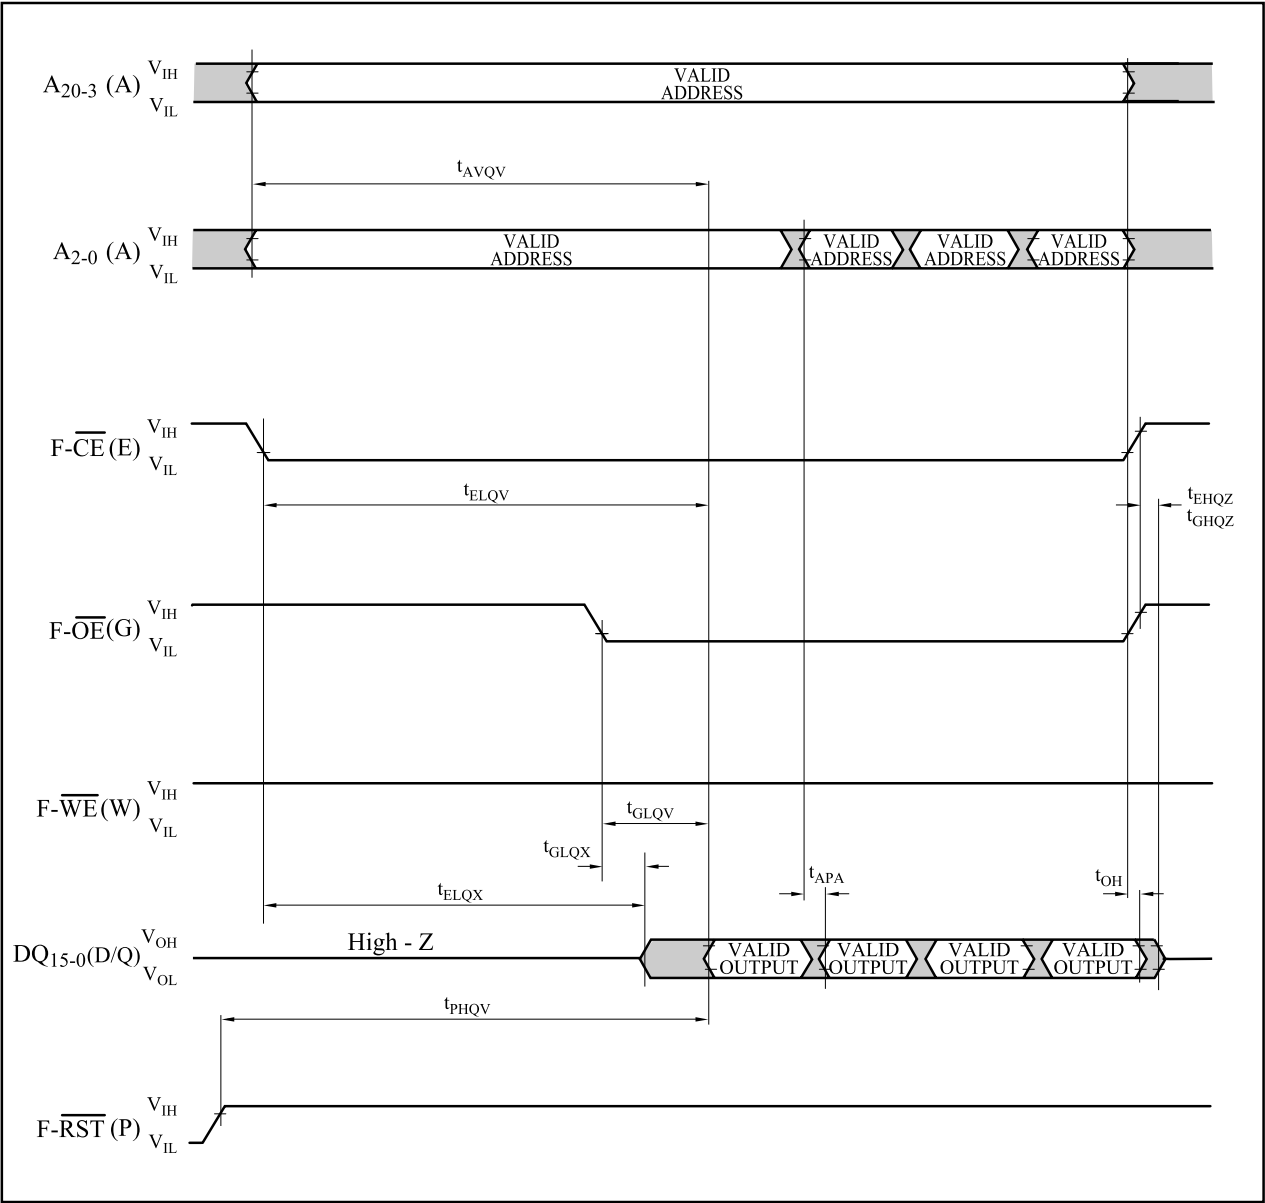 A20-3 (A) VIH
VIL
VALID
ADDRESS
tAVQV
A2-0 (A) VIH
VIL
VALID
ADDRESS
VALID
ADDRESS
VALID
ADDRESS
VALID
ADDRESS
F-CE (E) VIH
VIL
tELQV
tEHQZ
tGHQZ
F-OE (G) VIH
VIL
F-WE (W) VIH
VIL
tGLQV
tGLQX
tELQX
tAPA
tOH
DQ15-0 (D/Q) VOH
VOL
High - Z
VALID
OUTPUT
VALID
OUTPUT
VALID
OUTPUT
VALID
OUTPUT
tPHQV
F-RST (P) VIH
VIL